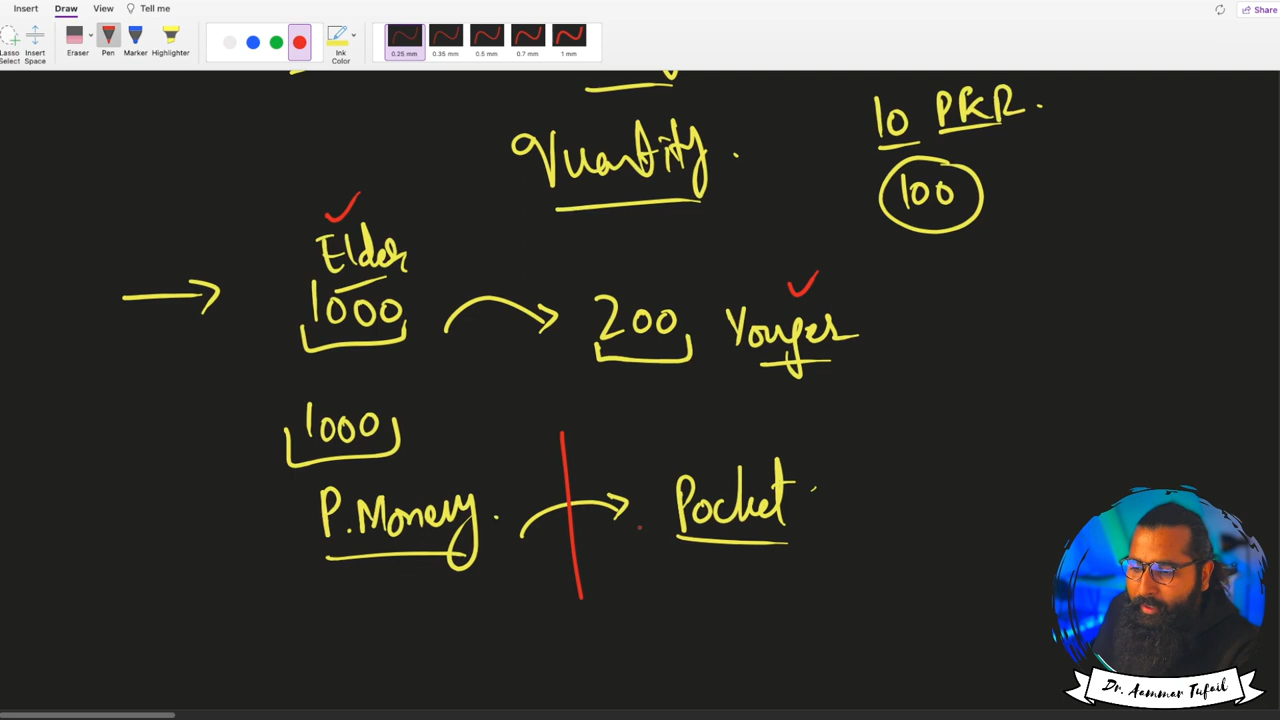 Insert Draw View Tell me Share
Lasso Select Insert Space Eraser Pen Marker Highlighter Ink Color 0.25 mm 0.35 mm 0.5 mm 0.7 mm 1 mm
10 PKR.
Quantity.
100
Elder
1000 200 Younger
1000
P.Money. Pocket
Dr. Aammar Tufail